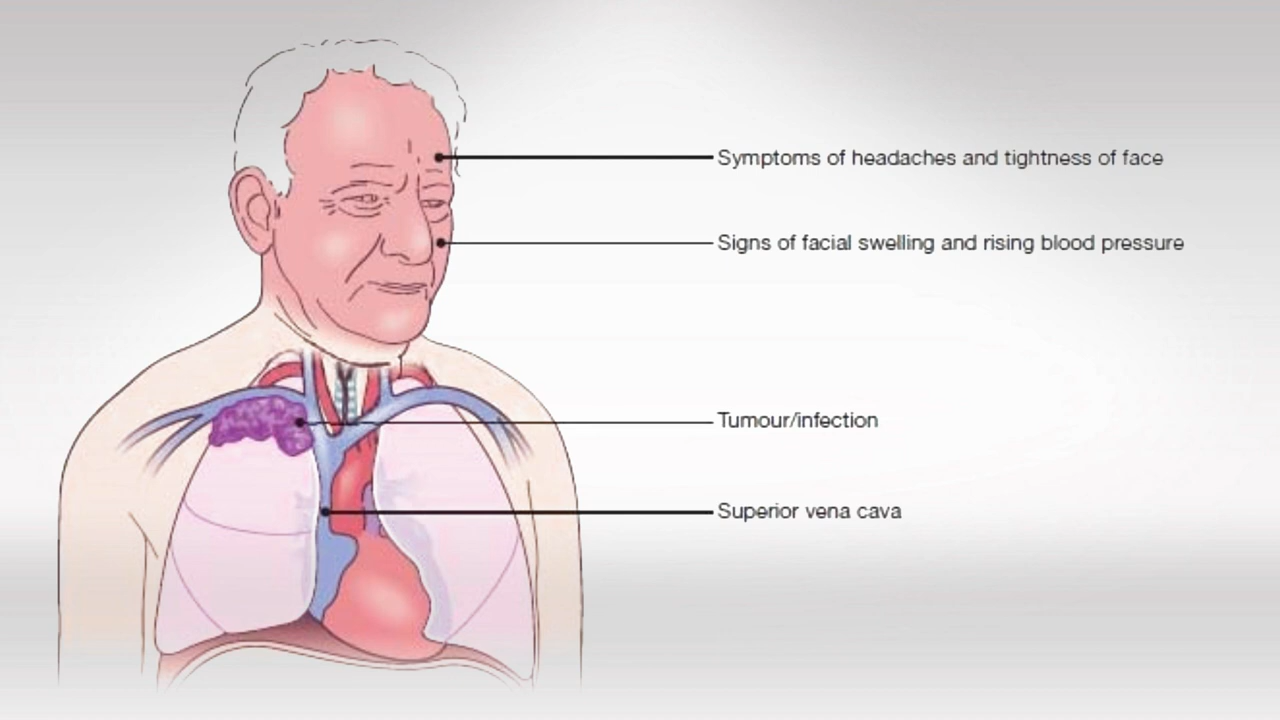 Symptoms of headaches and tightness of face
Signs of facial swelling and rising blood pressure
Tumour/infection
Superior vena cava